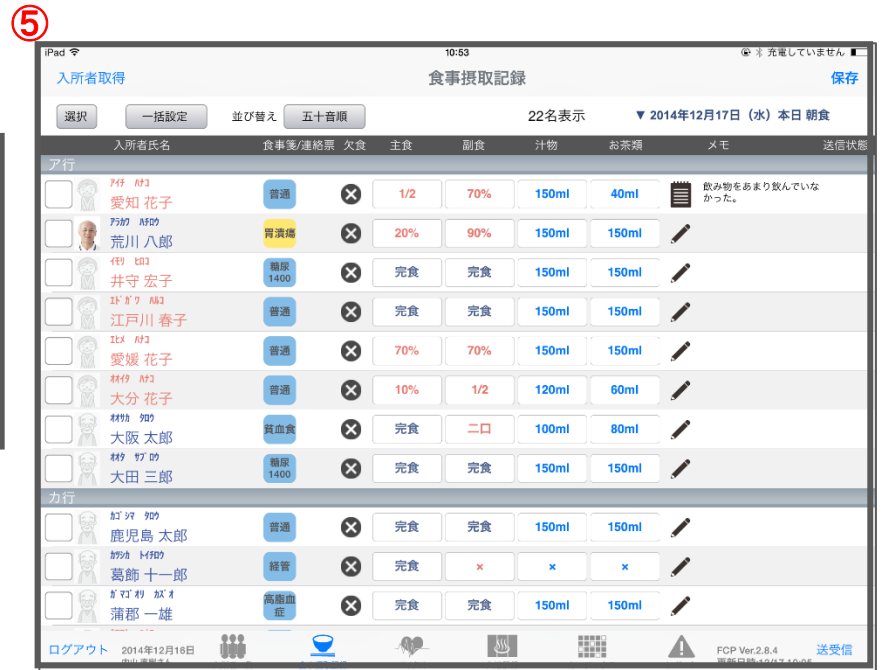 ⑤
iPad 10:53 充電していません
入所者取得 食事摂取記録 保存
選択 一括設定 並び替え 五十音順 22名表示 ▼ 2014年12月17日（水）本日 朝食
入所者氏名 食事箋/連絡票 欠食 主食 副食 汁物 お茶類 メモ 送信状態
ア行
ｱｲﾁ ﾊﾅｺ
愛知 花子 普通 1/2 70% 150ml 40ml 飲み物をあまり飲んでいな
かった。
ｱﾗｶﾜ ﾊﾁﾛｳ
荒川 八郎 胃潰瘍 20% 90% 150ml 150ml
ｲﾓﾘ ﾋﾛｺ
井守 宏子 糖尿 1400 完食 完食 150ml 150ml
ｴﾄﾞｶﾞﾜ ﾊﾙｺ
江戸川 春子 普通 完食 完食 150ml 150ml
ｴﾋﾒ ﾊﾅｺ
愛媛 花子 普通 70% 70% 150ml 150ml
ｵｵｲﾀ ﾊﾅｺ
大分 花子 普通 10% 1/2 120ml 60ml
ｵｵｻｶ ﾀﾛｳ
大阪 太郎 貧血食 完食 二口 100ml 80ml
ｵｵﾀ ｻﾌﾞﾛｳ
大田 三郎 糖尿 1400 完食 完食 150ml 150ml
カ行
ｶｺﾞｼﾏ ﾀﾛｳ
鹿児島 太郎 普通 完食 完食 150ml 150ml
ｶﾂｼｶ ﾄｲﾁﾛｳ
葛飾 十一郎 経管 完食 × × ×
ｶﾞﾏｺﾞｵﾘ ｶｽﾞｵ
蒲郡 一雄 高脂血症 完食 完食 150ml 150ml
ログアウト 2014年12月16日 FCP Ver.2.8.4 送受信